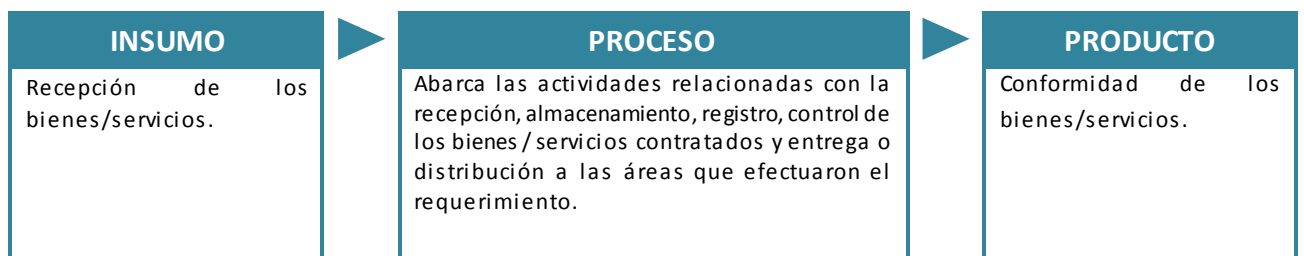 INSUMO
Recepción de los
bienes/servicios.
PROCESO
Abarca las actividades relacionadas con la
recepción, almacenamiento, registro, control de
los bienes / servicios contratados y entrega o
distribución a las áreas que efectuaron el
requerimiento.
PRODUCTO
Conformidad de los
bienes/servicios.